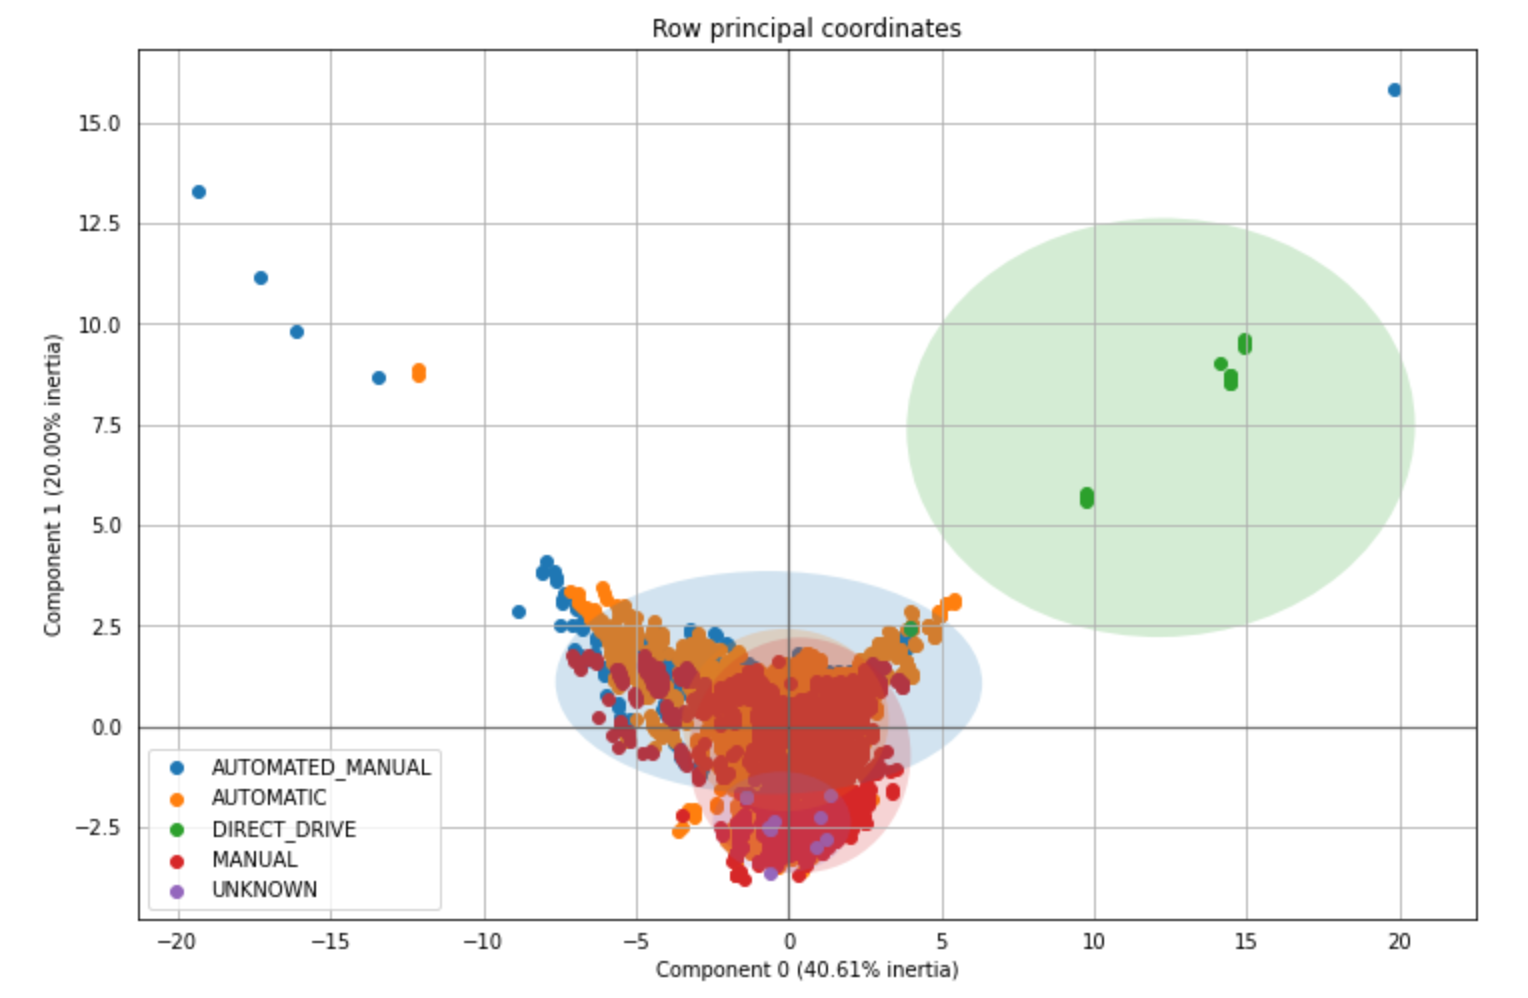 Row principal coordinates
15.0
12.5
10.0
7.5
5.0
2.5
0.0
−2.5
Component 1 (20.00% inertia)
AUTOMATED_MANUAL
AUTOMATIC
DIRECT_DRIVE
MANUAL
UNKNOWN
−20 −15 −10 −5 0 5 10 15 20
Component 0 (40.61% inertia)